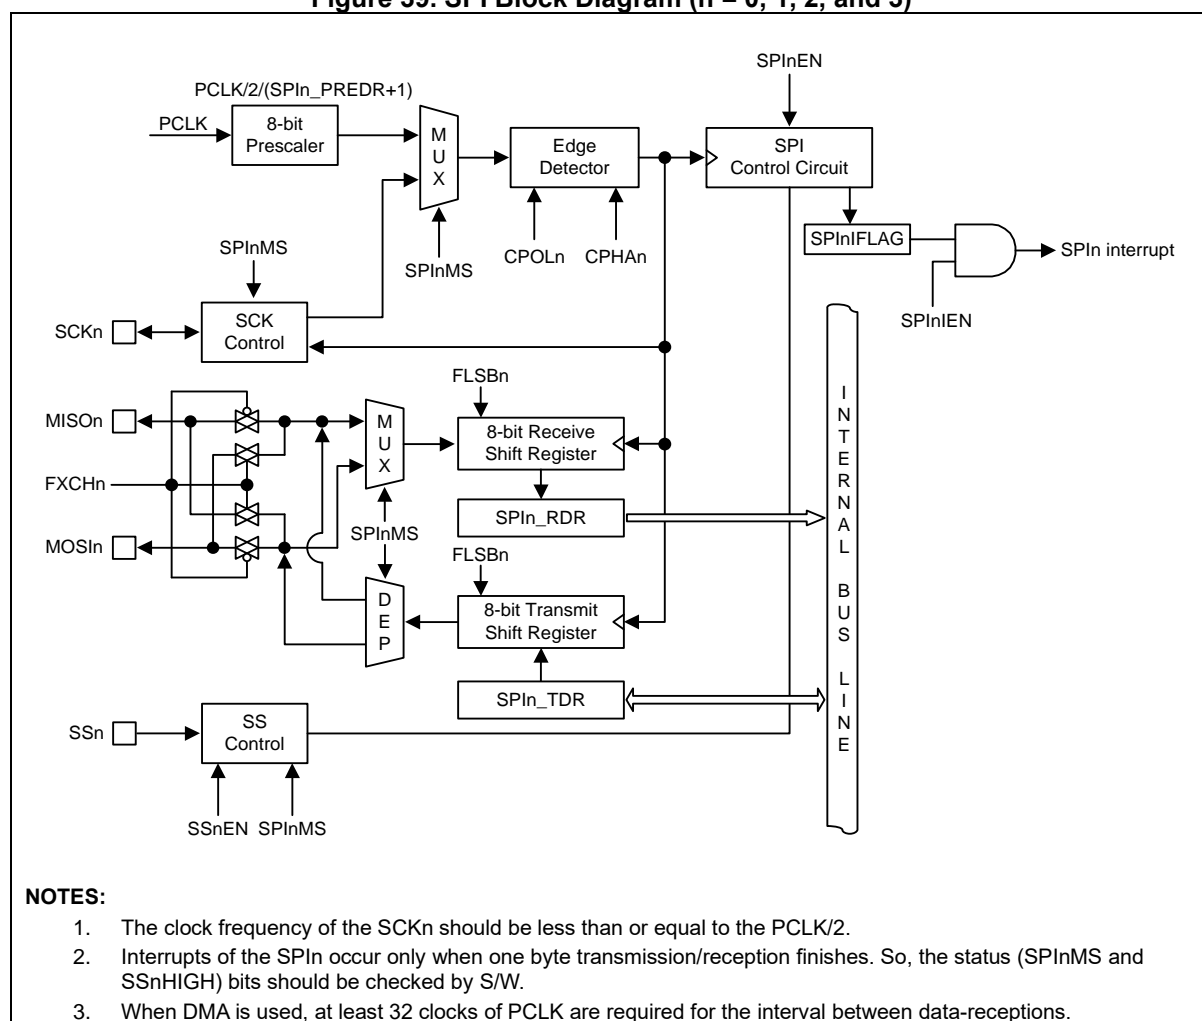 Figure 39. SPI Block Diagram (n = 0, 1, 2, and 3)
SPInEN
PCLK/2/(SPIn_PREDR+1)
PCLK
8-bit
Prescaler
MUX
Edge
Detector
SPI
Control Circuit
SPInMS
SPInMS
CPOLn
CPHAn
SPInIFLAG
SPIn interrupt
SPInIEN
SCKn
SCK
Control
FLSBn
MISOn
MUX
8-bit Receive
Shift Register
FXCHn
SPIn_RDR
SPInMS
MOSIn
FLSBn
DEP
8-bit Transmit
Shift Register
SPIn_TDR
INTERNAL BUS LINE
SSn
SS
Control
SSnEN
SPInMS
NOTES:
1. The clock frequency of the SCKn should be less than or equal to the PCLK/2.
2. Interrupts of the SPIn occur only when one byte transmission/reception finishes. So, the status (SPInMS and
SSnHIGH) bits should be checked by S/W.
3. When DMA is used, at least 32 clocks of PCLK are required for the interval between data-receptions.